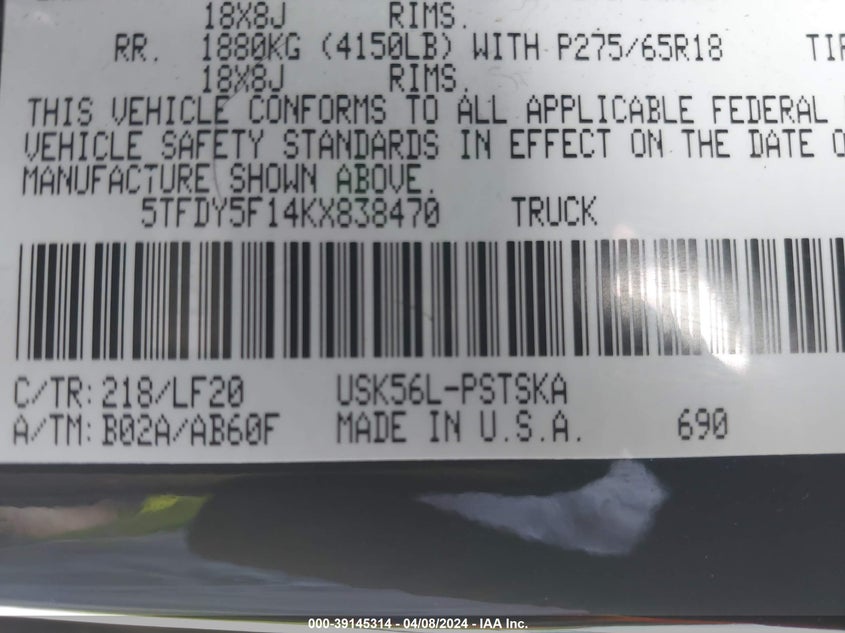 18X8J RIMS.
RR. 1880KG (4150LB) WITH P275/65R18
18X8J RIMS.
THIS VEHICLE CONFORMS TO ALL APPLICABLE FEDERAL
VEHICLE SAFETY STANDARDS IN EFFECT ON THE DATE
MANUFACTURE SHOWN ABOVE.
5TFDY5F14KX838470 TRUCK
C/TR: 218/LF20 USK56L-PSTSKA
A/TM: B02A/AB60F MADE IN U.S.A. 690
000-39145314 - 04/08/2024 - IAA Inc.